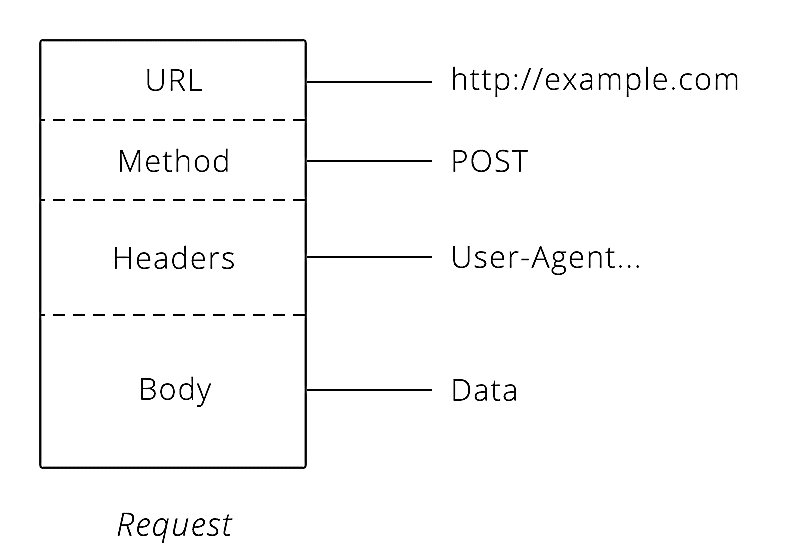 URL http://example.com
Method POST
Headers User-Agent...
Body Data
Request